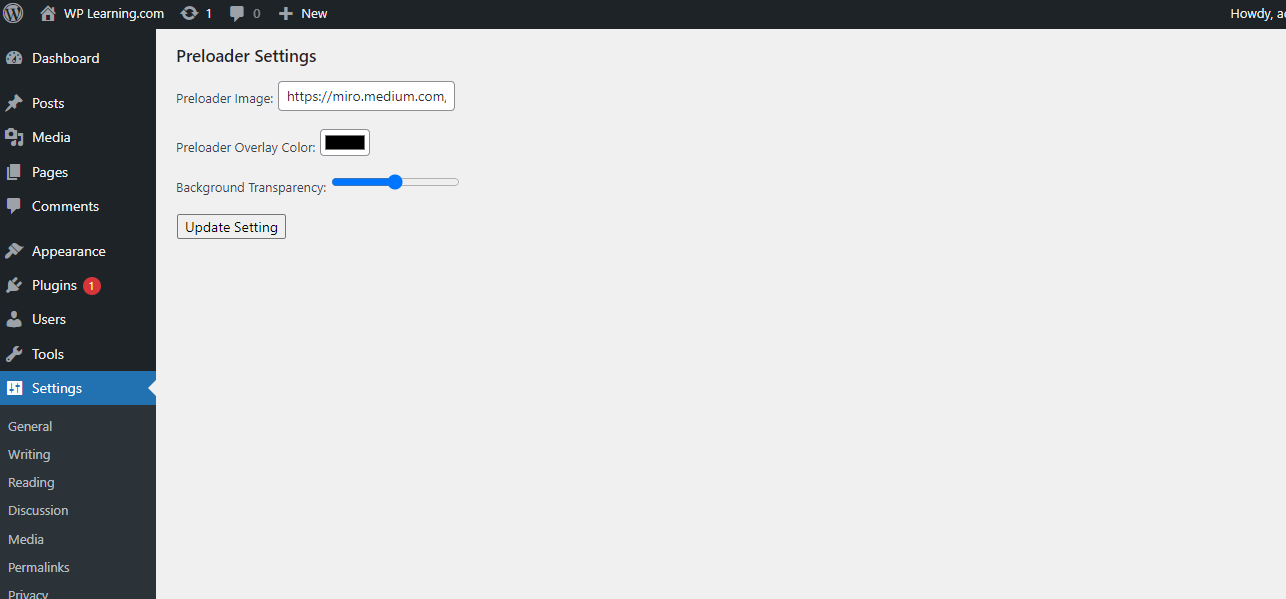 WP Learning.com 1 0 New Howdy, a
Dashboard
Posts
Media
Pages
Comments
Appearance
Plugins 1
Users
Tools
Settings
General
Writing
Reading
Discussion
Media
Permalinks
Privacy
Preloader Settings
Preloader Image: https://miro.medium.com,
Preloader Overlay Color:
Background Transparency:
Update Setting